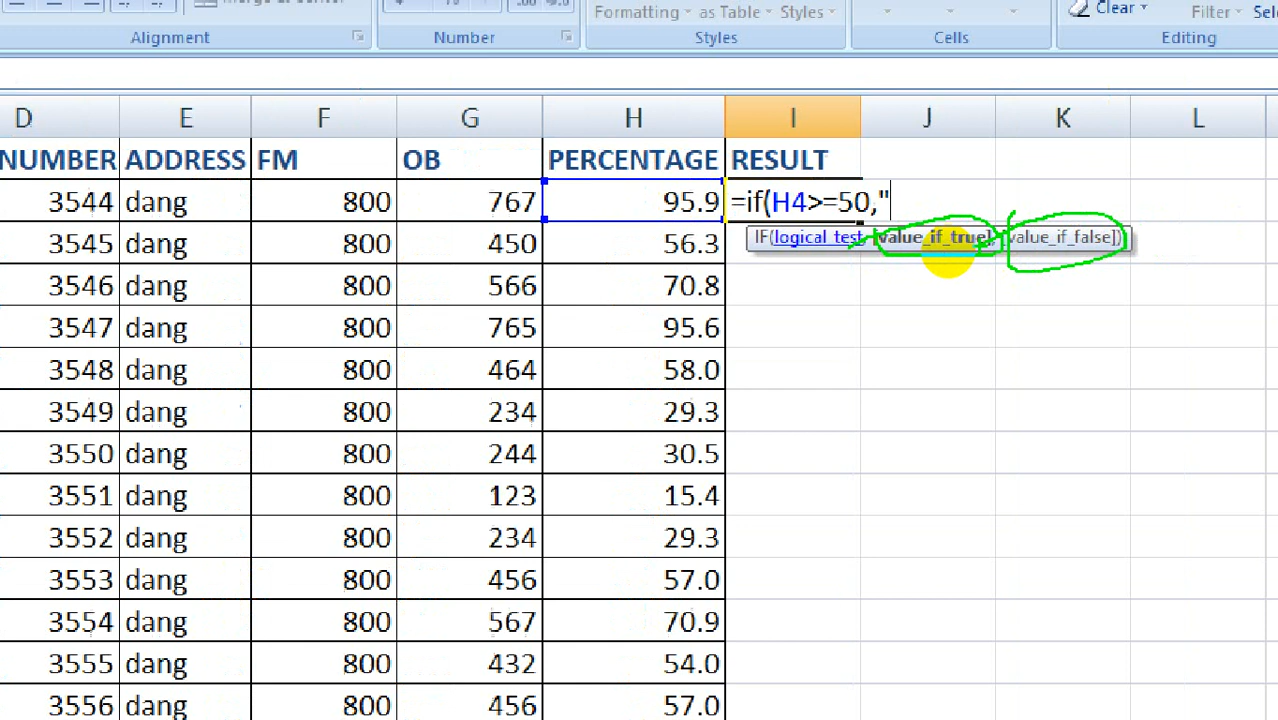 Formatting as Table Styles Clear Filter
Alignment Number Styles Cells Editing
D E F G H I J K L
NUMBER ADDRESS FM OB PERCENTAGE RESULT
3544 dang 800 767 95.9 =if(H4>=50,"
IF(logical_test, [value_if_true], [value_if_false])
3545 dang 800 450 56.3
3546 dang 800 566 70.8
3547 dang 800 765 95.6
3548 dang 800 464 58.0
3549 dang 800 234 29.3
3550 dang 800 244 30.5
3551 dang 800 123 15.4
3552 dang 800 234 29.3
3553 dang 800 456 57.0
3554 dang 800 567 70.9
3555 dang 800 432 54.0
3556 dang 800 456 57.0